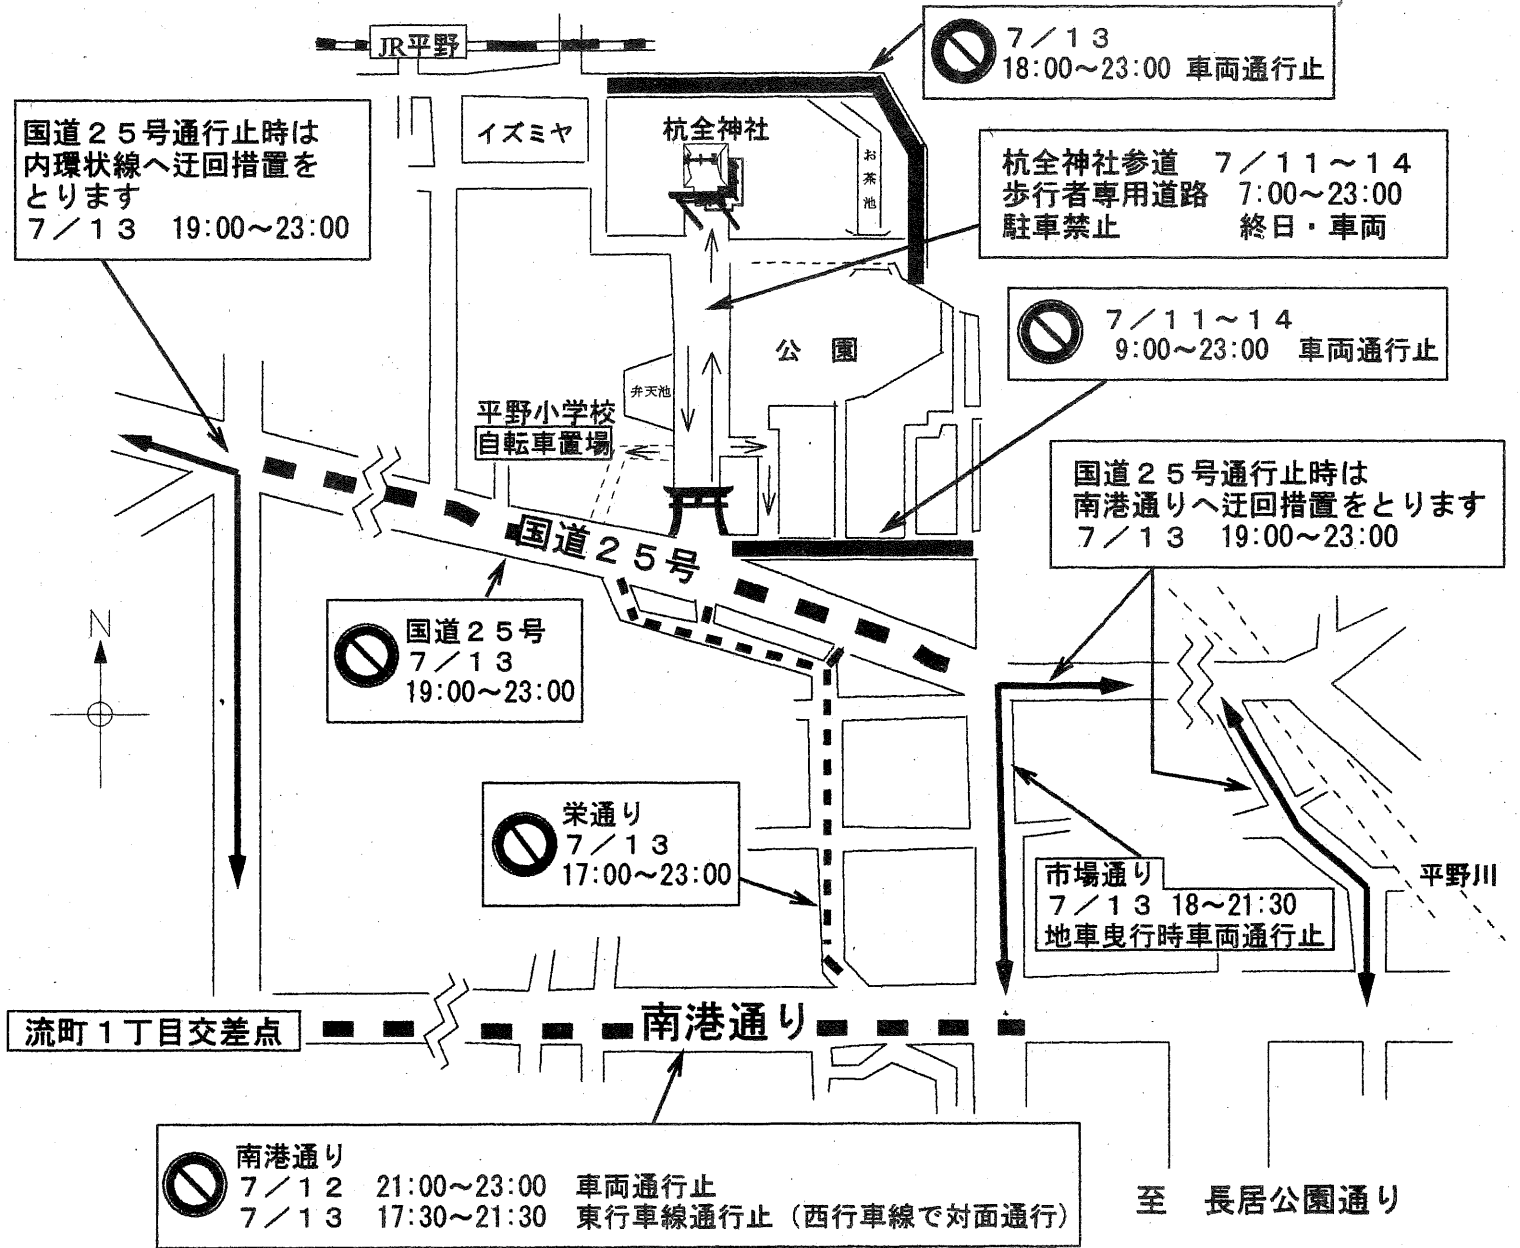 JR平野
7／13
18:00～23:00 車両通行止
国道25号通行止時は
内環状線へ迂回措置を
とります
7／13 19:00～23:00
イズミヤ
杭全神社
お茶池
杭全神社参道 7／11～14
歩行者専用道路 7:00～23:00
駐車禁止 終日・車両
7／11～14
9:00～23:00 車両通行止
公園
弁天池
平野小学校
自転車置場
国道25号通行止時は
南港通りへ迂回措置をとります
7／13 19:00～23:00
国道25号
N
国道25号
7／13
19:00～23:00
栄通り
7／13
17:00～23:00
市場通り
7／13 18～21:30
地車曳行時車両通行止
平野川
流町1丁目交差点
南港通り
南港通り
7／12 21:00～23:00 車両通行止
7／13 17:30～21:30 東行車線通行止（西行車線で対面通行）
至 長居公園通り